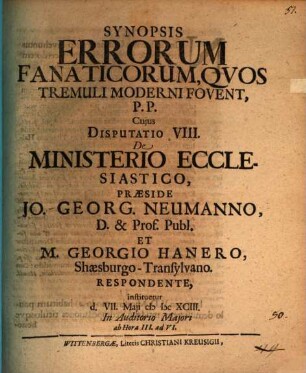 51.
SYNOPSIS
ERRORUM
FANATICORUM, QVOS
TREMULI MODERNI FOVENT,
P. P.
Cujus
DISPUTATIO VIII.
De
MINISTERIO ECCLE-
SIASTICO,
PRÆSIDE
JO. GEORG. NEUMANNO,
D. & Prof. Publ.
ET
M. GEORGIO HANERO,
Shæsburgo-Transylvano.
RESPONDENTE,
instituetur
d. VII. Maji
XCIII.
In Auditorio Majori
ab Hora III. ad VI.
50.
WITTENBERGÆ, Literis CHRISTIANI KREUSIGII,